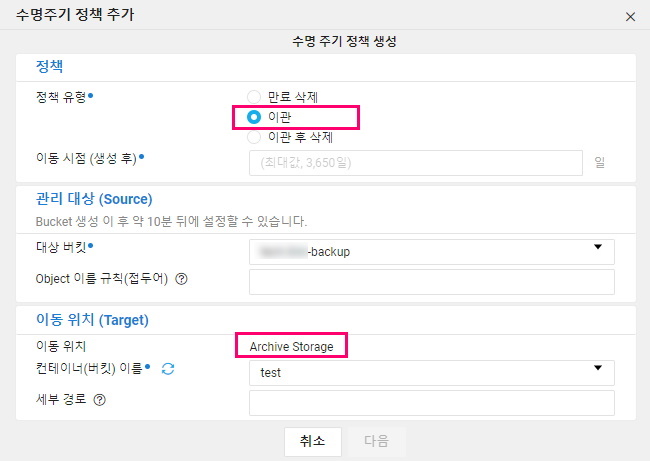 수명주기 정책 추가
수명 주기 정책 생성
정책
정책 유형
만료 삭제
이관
이관 후 삭제
이동 시점 (생성 후)
(최대값, 3,650일)
일
관리 대상 (Source)
Bucket 생성 이 후 약 10분 뒤에 설정할 수 있습니다.
대상 버킷
-backup
Object 이름 규칙(접두어)
이동 위치 (Target)
이동 위치
Archive Storage
컨테이너(버킷) 이름
test
세부 경로
취소
다음